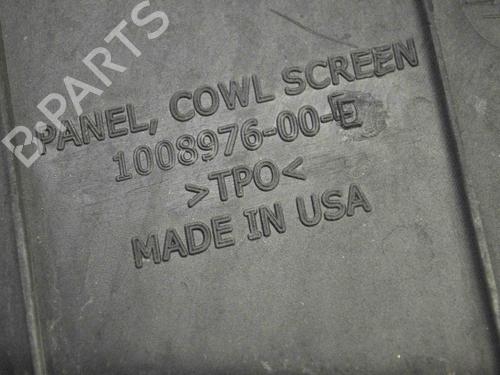 B-PARTS
PANEL, COWL SCREEN
1008976-00-E
>TPO<
MADE IN USA